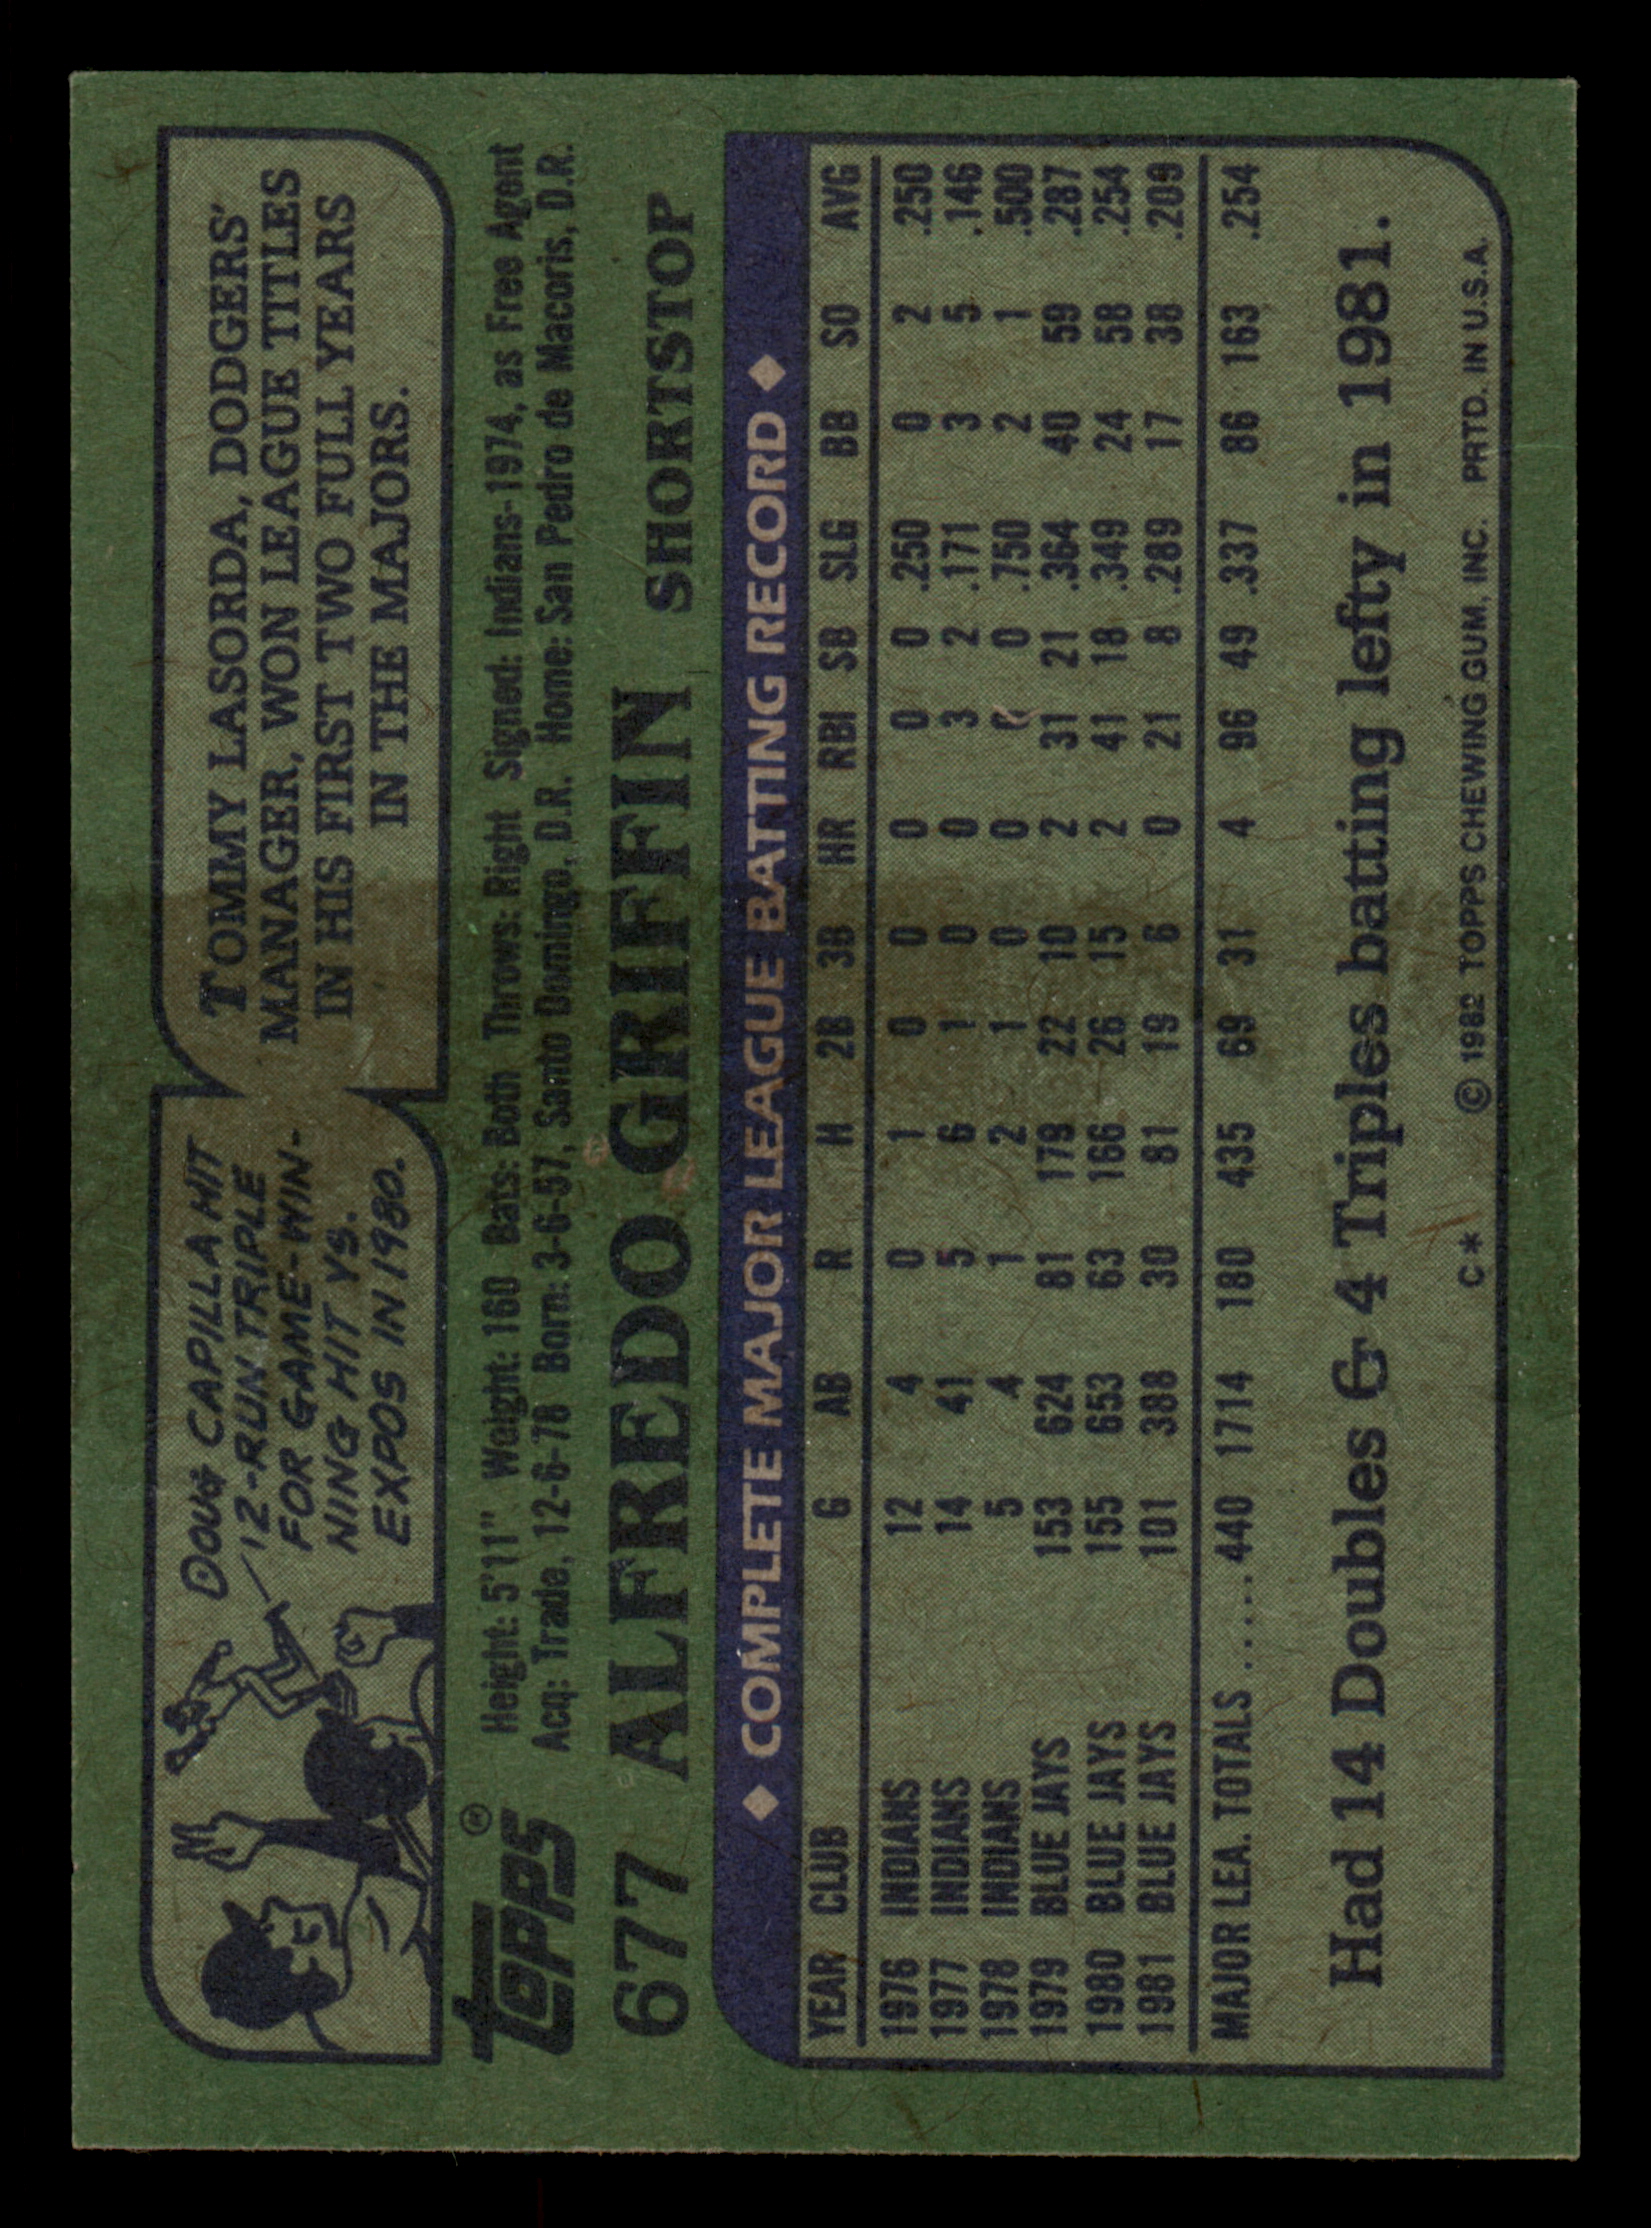 DOUG CAPILLA HIT
12-RUN TRIPLE
FOR GAME-WIN-
NING HIT VS.
EXPOS IN 1980.
TOMMY LASORDA, DODGERS'
MANAGER, WON LEAGUE TITLES
IN HIS FIRST TWO FULL YEARS
IN THE MAJORS.
Topps®
Height: 5'11" Weight: 160 Bats: Both Throws: Right Signed: Indians-1974, as Free Agent
Acq: Trade, 12-6-78 Born: 3-6-57, Santo Domingo, D.R. Home: San Pedro de Macoris, D.R.
677 ALFREDO GRIFFIN SHORTSTOP
◆ COMPLETE MAJOR LEAGUE BATTING RECORD ◆
YEAR CLUB G AB R H 2B 3B HR RBI SB SLG BB SO AVG
1976 INDIANS 12 4 0 1 0 0 0 0 0 .250 0 2 .250
1977 INDIANS 14 41 5 6 1 0 0 3 2 .171 3 5 .146
1978 INDIANS 5 4 1 2 1 0 0 0 0 .750 2 1 .500
1979 BLUE JAYS 153 624 81 179 22 10 2 31 21 .364 40 59 .287
1980 BLUE JAYS 155 653 63 166 26 15 2 41 18 .349 24 58 .254
1981 BLUE JAYS 101 388 30 81 19 6 0 21 8 .289 17 38 .209
MAJOR LEA. TOTALS ...... 440 1714 180 435 69 31 4 96 49 .337 86 163 .254
Had 14 Doubles & 4 Triples batting lefty in 1981.
C* © 1982 TOPPS CHEWING GUM, INC. PRTD. IN U.S.A.